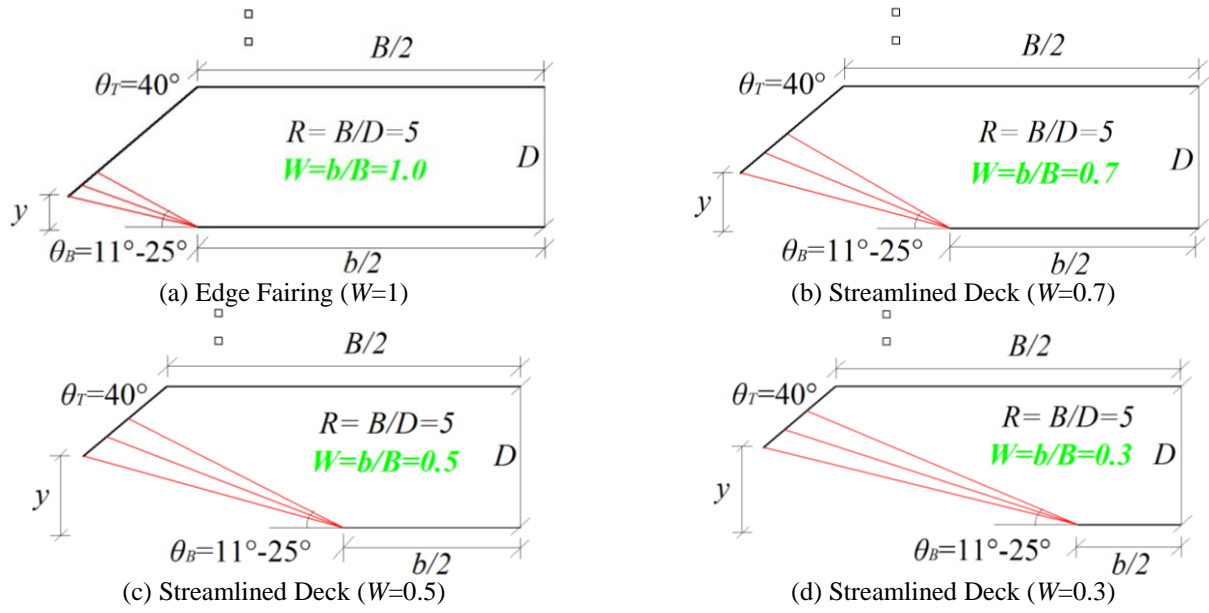 B/2
θT=40°
R= B/D=5
W=b/B=1.0
D
y
θB=11°-25°
b/2
(a) Edge Fairing (W=1)
B/2
θT=40°
R= B/D=5
W=b/B=0.7
D
y
θB=11°-25°
b/2
(b) Streamlined Deck (W=0.7)
B/2
θT=40°
R= B/D=5
W=b/B=0.5
D
y
θB=11°-25°
b/2
(c) Streamlined Deck (W=0.5)
B/2
θT=40°
R= B/D=5
W=b/B=0.3
D
y
θB=11°-25°
b/2
(d) Streamlined Deck (W=0.3)